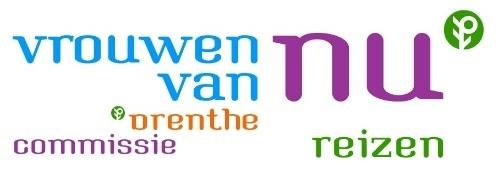 vrouwen
van nu
Drenthe
commissie reizen